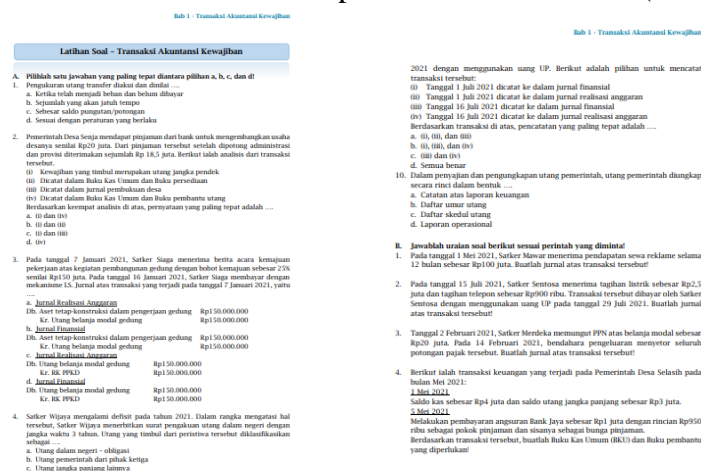 Bab 1 - Transaksi Akuntansi Kewajiban
Latihan Soal – Transaksi Akuntansi Kewajiban
A. Pilihlah satu jawaban yang paling tepat diantara pilihan a, b, c, dan d!
1. Pengukuran utang transfer diakui dan dinilai ....
a. Ketika telah menjadi beban dan belum dibayar
b. Sejumlah yang akan jatuh tempo
c. Sebesar saldo pungutan/potongan
d. Sesuai dengan peraturan yang berlaku
2. Pemerintah Desa Senja mendapat pinjaman dari bank untuk mengembangkan usaha
desanya senilai Rp20 juta. Dari pinjaman tersebut setelah dipotong administrasi
dan provisi diterimakan sejumlah Rp 18,5 juta. Berikut ialah analisis dari transaksi
tersebut.
(i) Kewajiban yang timbul merupakan utang jangka pendek
(ii) Dicatat dalam Buku Kas Umum dan Buku persediaan
(iii) Dicatat dalam jurnal pembukuan desa
(iv) Dicatat dalam Buku Kas Umum dan Buku pembantu utang
Berdasarkan keempat analisis di atas, pernyataan yang paling tepat adalah ....
a. (i) dan (iv)
b. (i) dan (ii)
c. (i) dan (iii)
d. (iv)
3. Pada tanggal 7 Januari 2021, Satker Siaga menerima berita acara kemajuan
pekerjaan atas kegiatan pembangunan gedung dengan bobot kemajuan sebesar 25%
senilai Rp150 juta. Pada tanggal 16 Januari 2021, Satker Siaga membayar dengan
mekanisme LS. Jurnal atas transaksi yang terjadi pada tanggal 7 Januari 2021, yaitu
....
a. Jurnal Realisasi Anggaran
Db. Aset tetap-konstruksi dalam pengerjaan gedung Rp150.000.000
Kr. Utang belanja modal gedung Rp150.000.000
b. Jurnal Finansial
Db. Aset tetap-konstruksi dalam pengerjaan gedung Rp150.000.000
Kr. Utang belanja modal gedung Rp150.000.000
c. Jurnal Realisasi Anggaran
Db. Utang belanja modal gedung Rp150.000.000
Kr. RK PPKD Rp150.000.000
d. Jurnal Finansial
Db. Utang belanja modal gedung Rp150.000.000
Kr. RK PPKD Rp150.000.000
4. Satker Wijaya mengalami defisit pada tahun 2021. Dalam rangka mengatasi hal
tersebut, Satker Wijaya menerbitkan surat pengakuan utang dalam negeri dengan
jangka waktu 3 tahun. Utang yang timbul dari peristiwa tersebut diklasifikasikan
sebagai ....
a. Utang dalam negeri - obligasi
b. Utang pemerintah dari pihak ketiga
c. Utang jangka panjang lainnya
Bab 1 - Transaksi Akuntansi Kewajiban
2021 dengan menggunakan uang UP. Berikut adalah pilihan untuk mencatat
transaksi tersebut:
(i) Tanggal 1 Juli 2021 dicatat ke dalam jurnal finansial
(ii) Tanggal 1 Juli 2021 dicatat ke dalam jurnal realisasi anggaran
(iii) Tanggal 16 Juli 2021 dicatat ke dalam jurnal finansial
(iv) Tanggal 16 Juli 2021 dicatat ke dalam jurnal realisasi anggaran
Berdasarkan transaksi di atas, pencatatan yang paling tepat adalah ....
a. (i), (ii), dan (iii)
b. (i), (iii), dan (iv)
c. (iii) dan (iv)
d. Semua benar
10. Dalam penyajian dan pengungkapan utang pemerintah, utang pemerintah diungkap
secara rinci dalam bentuk ....
a. Catatan atas laporan keuangan
b. Daftar umur utang
c. Daftar skedul utang
d. Laporan operasional
B. Jawablah uraian soal berikut sesuai perintah yang diminta!
1. Pada tanggal 1 Mei 2021, Satker Mawar menerima pendapatan sewa reklame selama
12 bulan sebesar Rp100 juta. Buatlah jurnal atas transaksi tersebut!
2. Pada tanggal 15 Juli 2021, Satker Sentosa menerima tagihan listrik sebesar Rp2,5
juta dan tagihan telepon sebesar Rp900 ribu. Transaksi tersebut dibayar oleh Satker
Sentosa dengan menggunakan uang UP pada tanggal 29 Juli 2021. Buatlah jurnal
atas transaksi tersebut!
3. Tanggal 2 Februari 2021, Satker Merdeka memungut PPN atas belanja modal sebesar
Rp20 juta. Pada 14 Februari 2021, bendahara pengeluaran menyetor seluruh
potongan pajak tersebut. Buatlah jurnal atas transaksi tersebut!
4. Berikut ialah transaksi keuangan yang terjadi pada Pemerintah Desa Selasih pada
bulan Mei 2021:
1 Mei 2021
Saldo kas sebesar Rp4 juta dan saldo utang jangka panjang sebesar Rp3 juta.
5 Mei 2021
Melakukan pembayaran angsuran Bank Jaya sebesar Rp1 juta dengan rincian Rp950
ribu sebagai pokok pinjaman dan sisanya sebagai bunga pinjaman.
Berdasarkan transaksi tersebut, buatlah Buku Kas Umum (BKU) dan Buku pembantu
yang diperlukan!